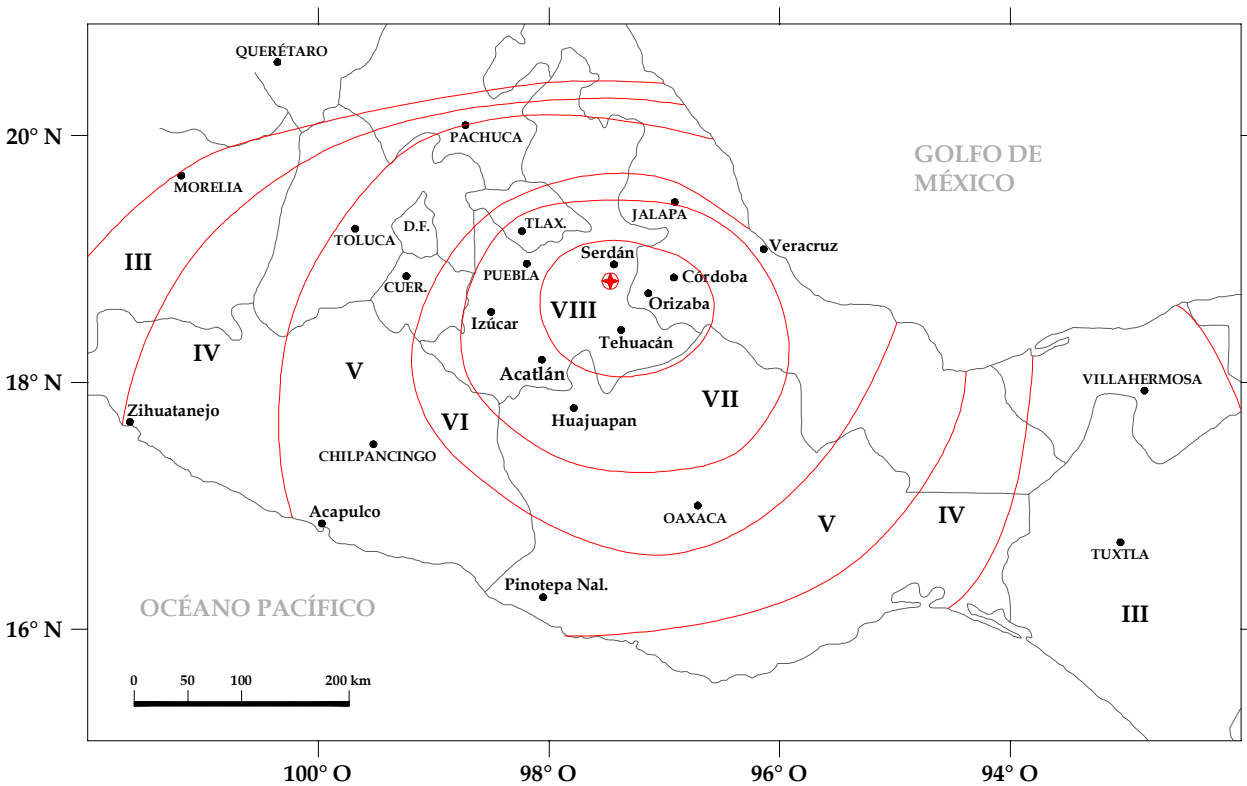 QUERÉTARO
20° N
PACHUCA
GOLFO DE
MÉXICO
MORELIA
JALAPA
TLAX.
D.F.
TOLUCA
Veracruz
Serdán
III
PUEBLA
Córdoba
CUER.
Orizaba
VIII
Izúcar
Tehuacán
IV
V
Acatlán
18° N
VILLAHERMOSA
VII
Zihuatanejo
VI
Huajuapan
CHILPANCINGO
Acapulco
OAXACA
V
IV
TUXTLA
Pinotepa Nal.
OCÉANO PACÍFICO
III
16° N
0 50 100 200 km
100° O 98° O 96° O 94° O